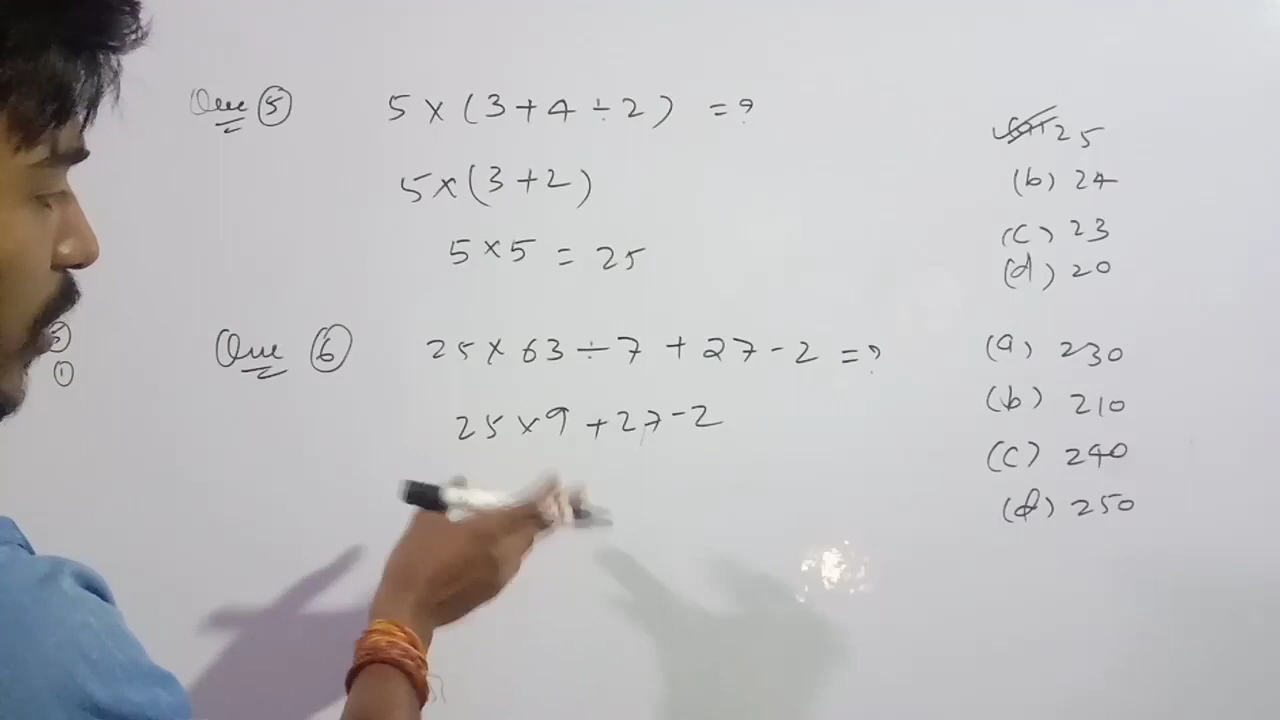 Que (5) 5 × (3 + 4 ÷ 2) = ?
5 × (3 + 2)
5 × 5 = 25
(a) 25
(b) 24
(c) 23
(d) 20
Que (6) 25 × 63 ÷ 7 + 27 - 2 = ?
25 × 9 + 27 - 2
(a) 230
(b) 210
(c) 240
(d) 250
①